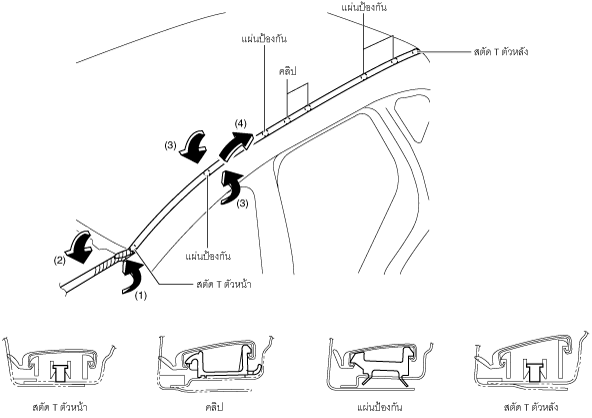 แผ่นป้องกัน
แผ่นป้องกัน
สตัด T ตัวหลัง
คลิป
(4)
(3)
(3)
แผ่นป้องกัน
(2)
สตัด T ตัวหน้า
(1)
สตัด T ตัวหน้า
คลิป
แผ่นป้องกัน
สตัด T ตัวหลัง